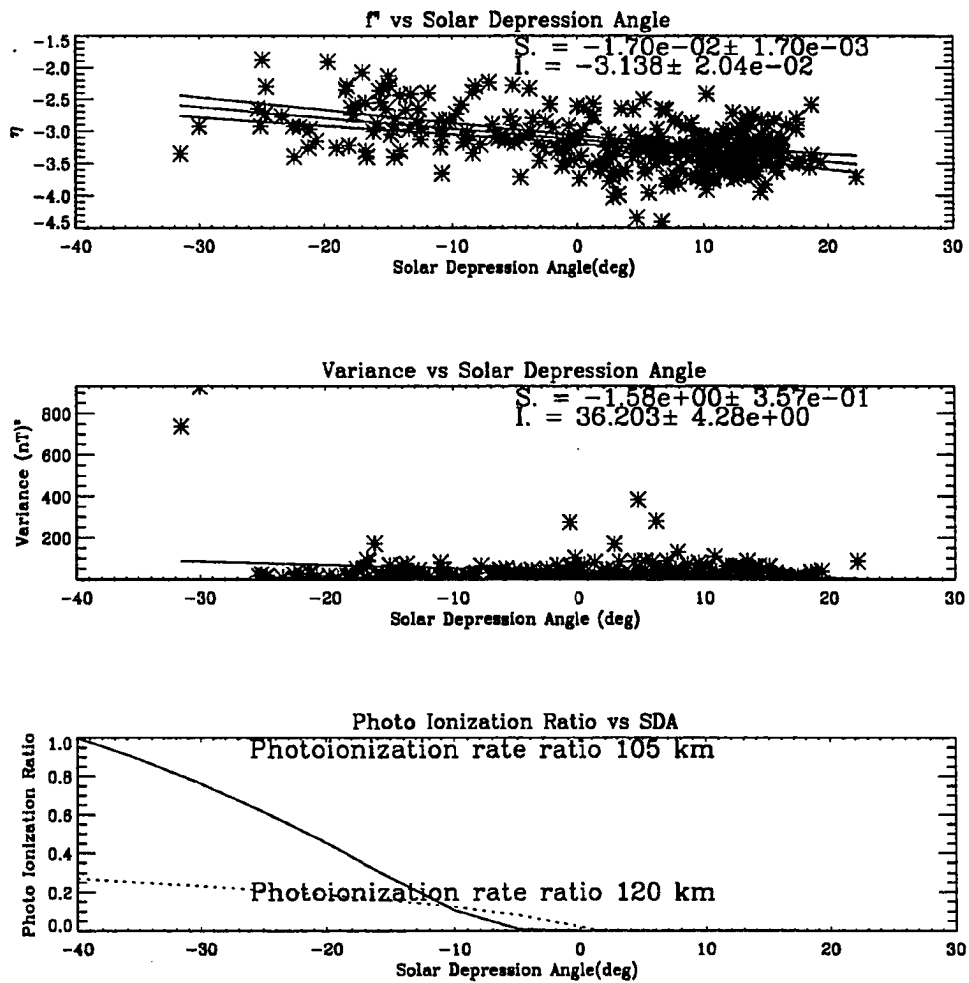 fⁿ vs Solar Depression Angle
S. = −1.70e−02± 1.70e−03
I. = −3.138± 2.04e−02
−1.5
−2.0
−2.5
−3.0
−3.5
−4.0
−4.5
η
−40 −30 −20 −10 0 10 20 30
Solar Depression Angle(deg)
Variance vs Solar Depression Angle
S. = −1.58e+00± 3.57e−01
I. = 36.203± 4.28e+00
800
600
400
200
Variance (nT)²
−40 −30 −20 −10 0 10 20 30
Solar Depression Angle (deg)
Photo Ionization Ratio vs SDA
Photoionization rate ratio 105 km
1.0
0.8
0.6
0.4
0.2
0.0
Photo Ionization Ratio
Photoionization rate ratio 120 km
−40 −30 −20 −10 0 10 20 30
Solar Depression Angle(deg)